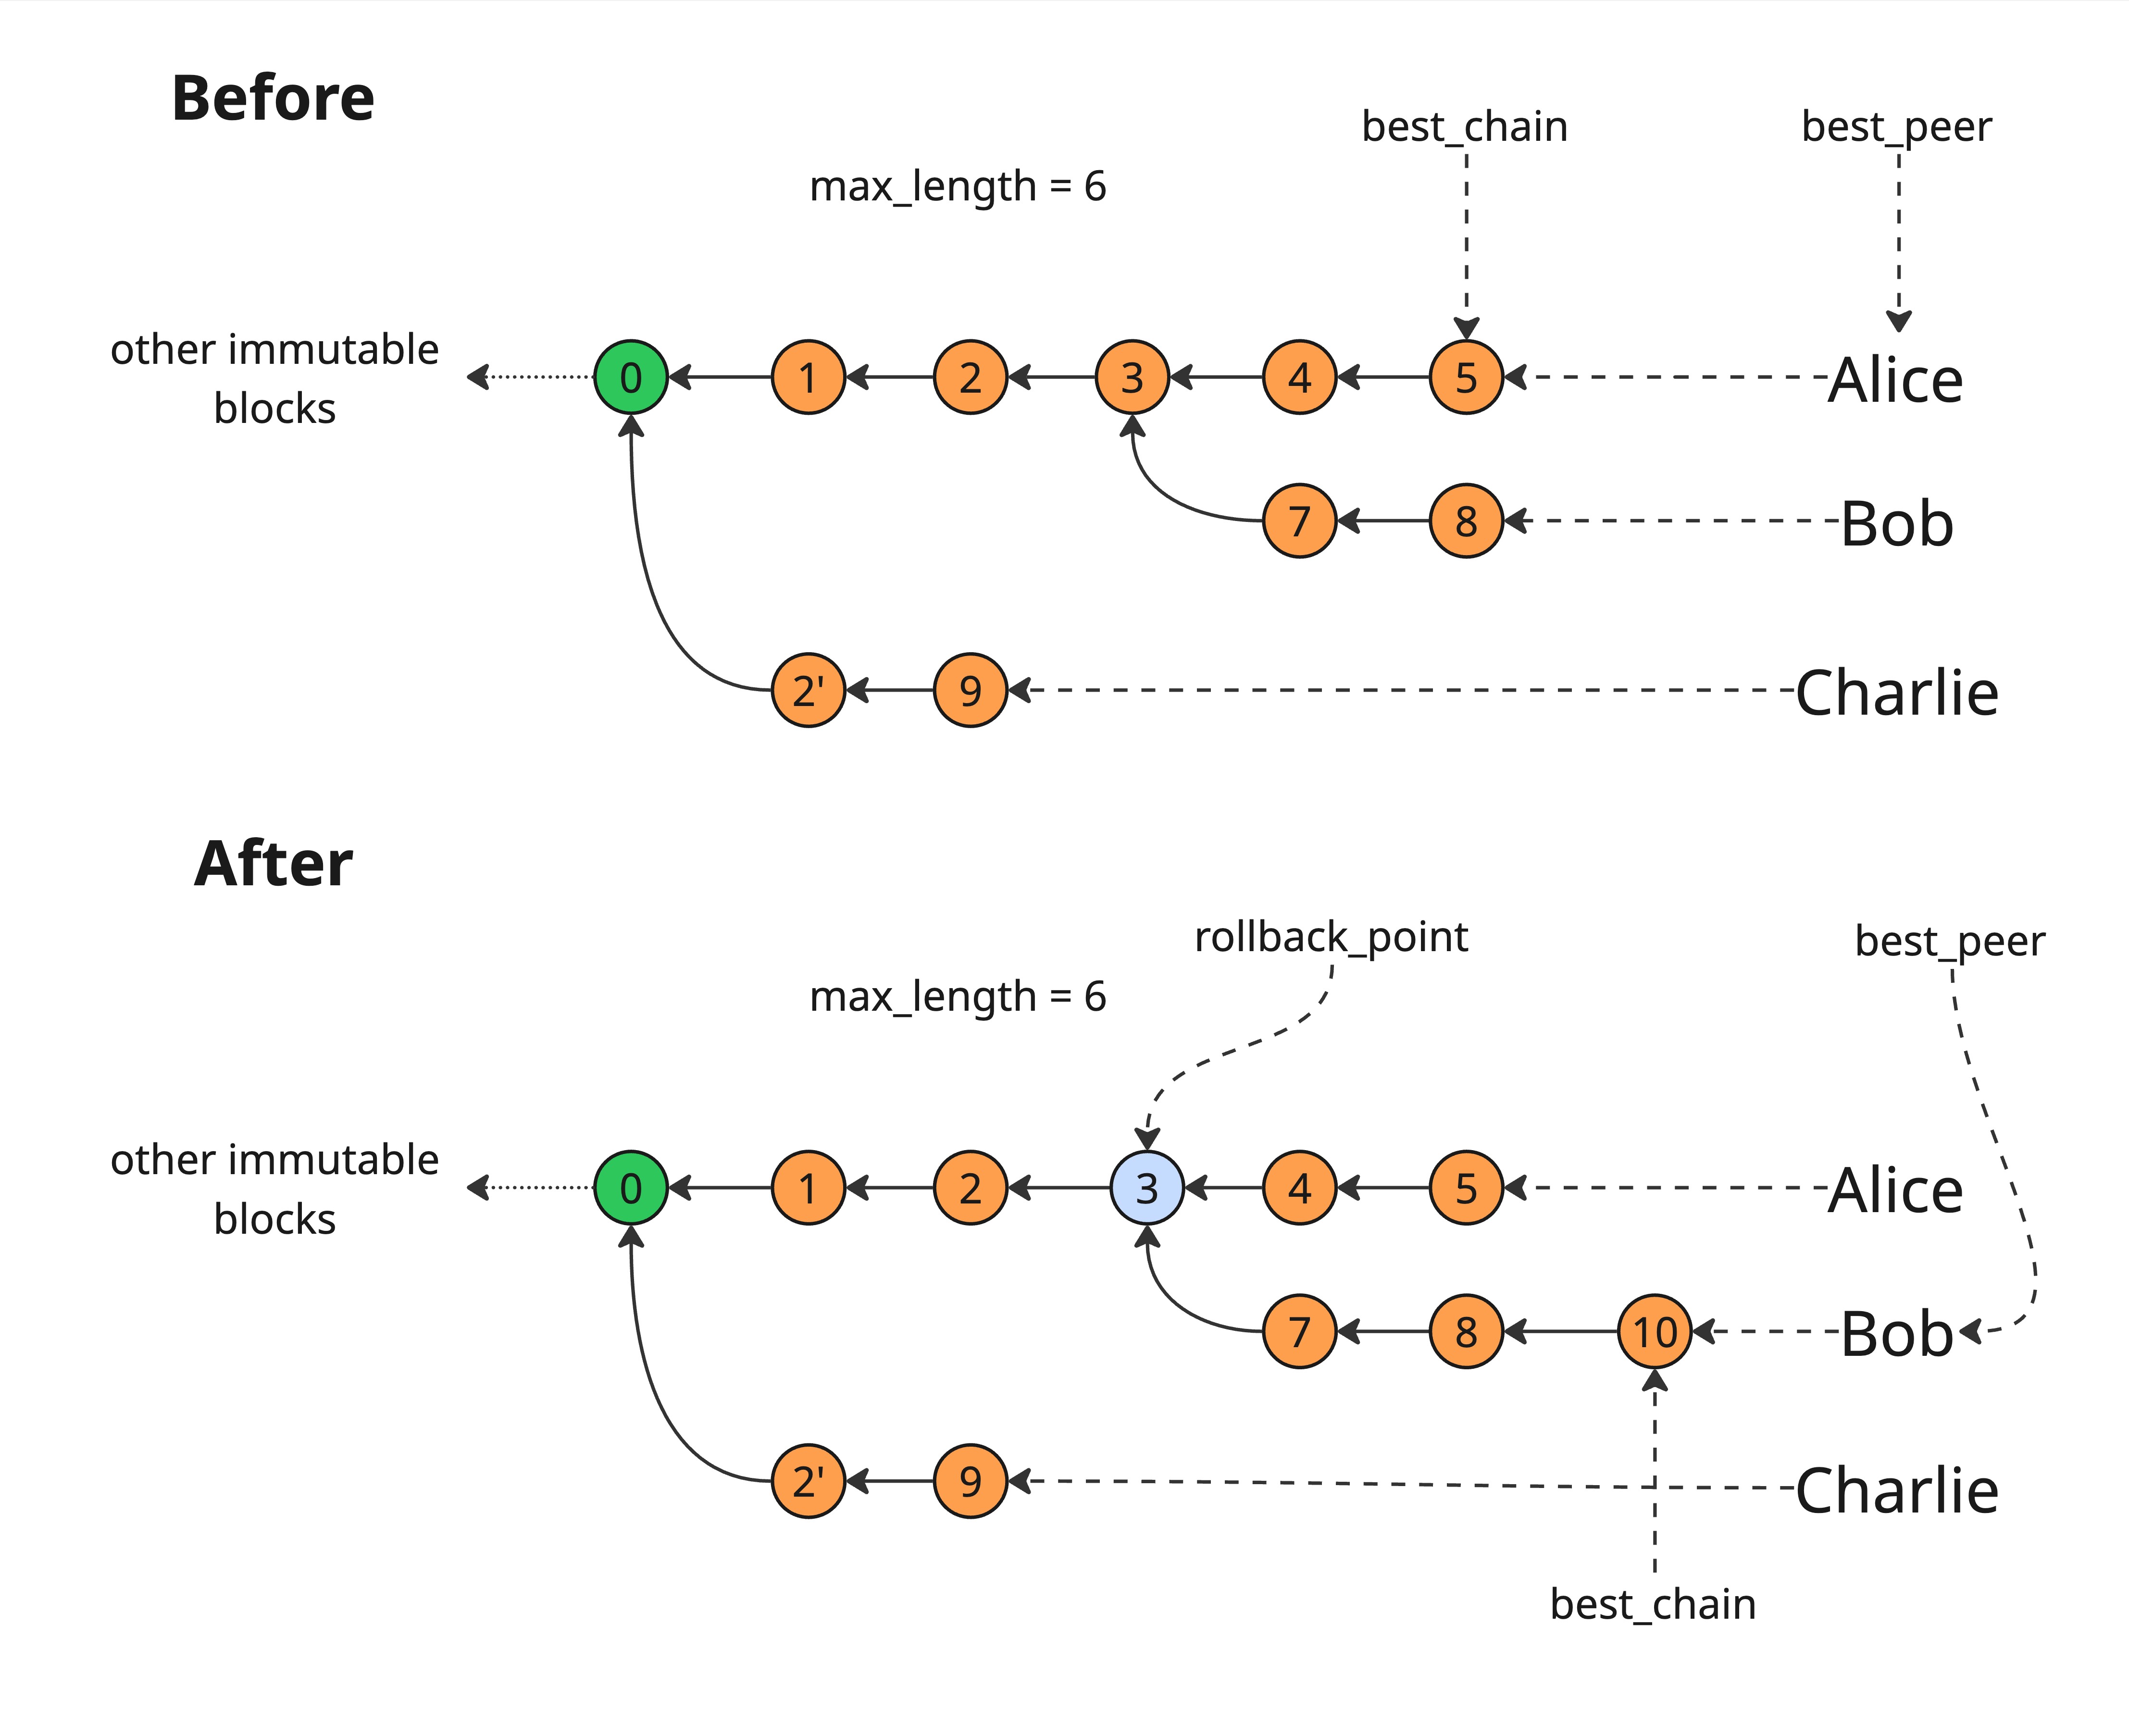 Before
best_chain
best_peer
max_length = 6
other immutable
blocks
0
1
2
3
4
5
Alice
7
8
Bob
2'
9
Charlie
After
rollback_point
best_peer
max_length = 6
other immutable
blocks
0
1
2
3
4
5
Alice
7
8
10
Bob
2'
9
Charlie
best_chain